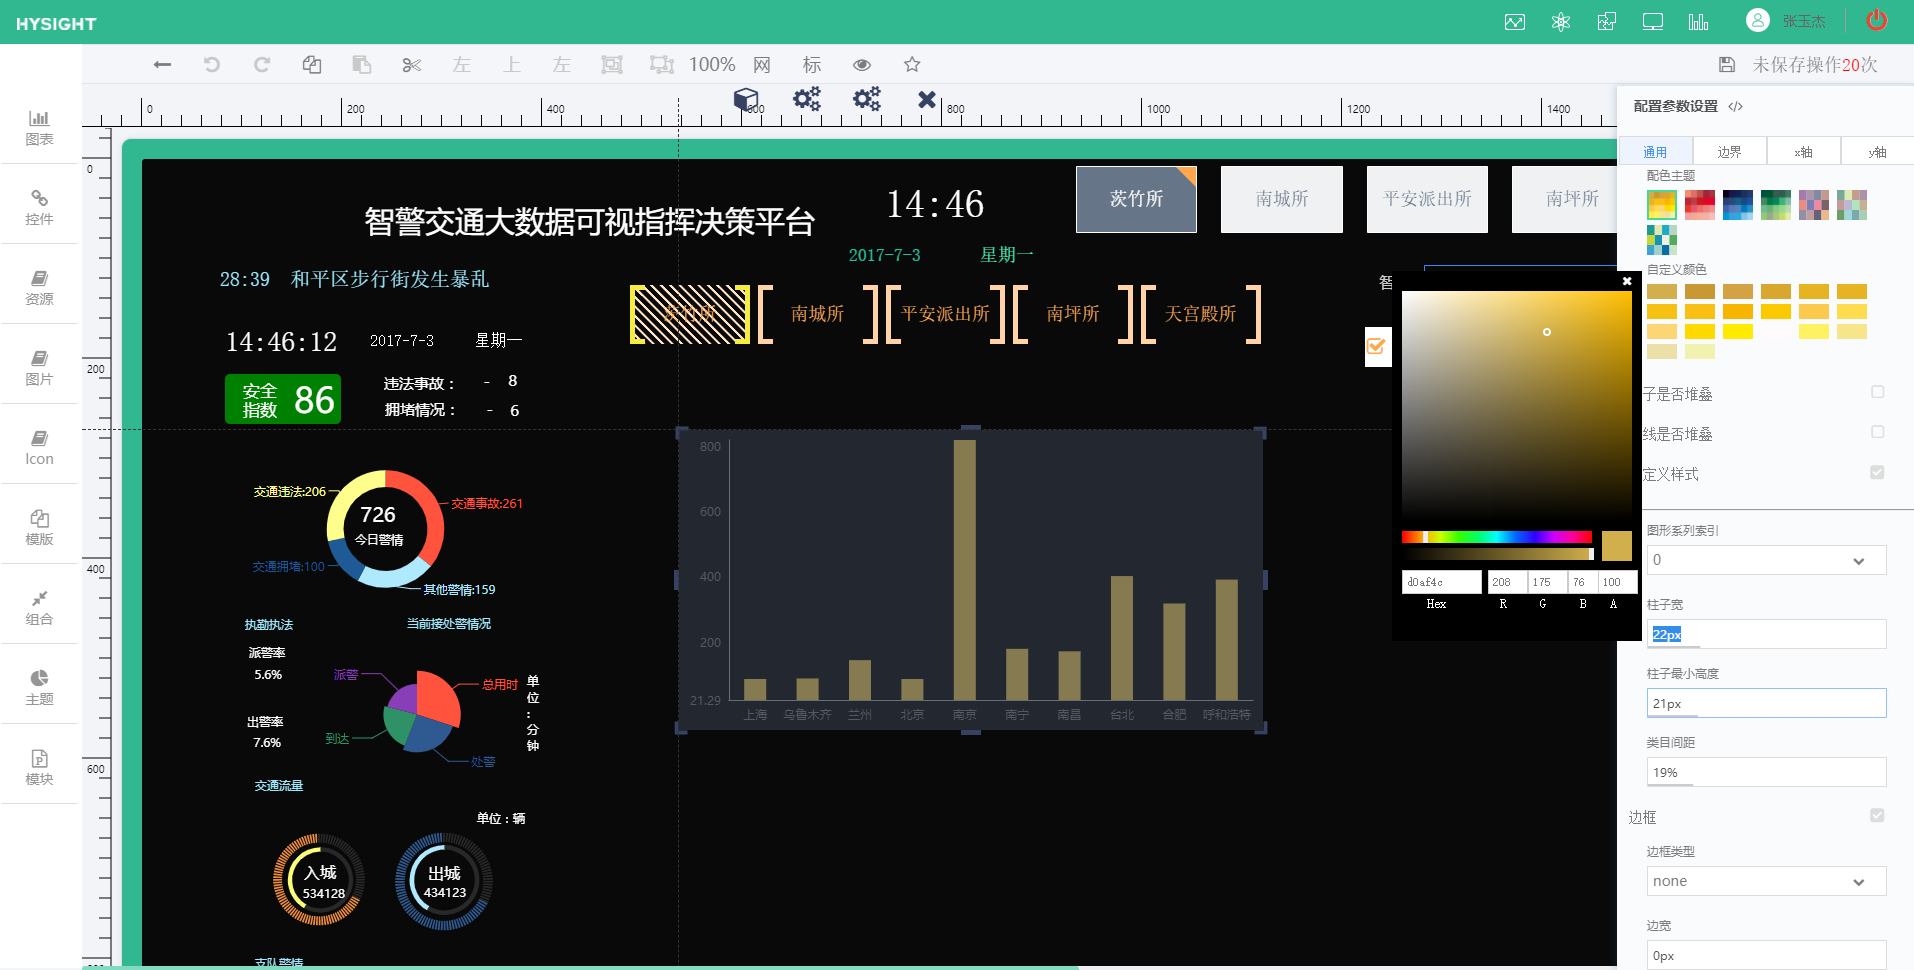 HYSIGHT
张玉杰
左
上
左
100%
网
标
未保存操作20次
图表
控件
资源
图片
Icon
模版
组合
主题
模块
0
200
400
600
800
1000
1200
1400
0
200
400
600
智警交通大数据可视指挥决策平台
14:46
2017-7-3
星期一
茨竹所
南城所
平安派出所
南坪所
28:39 和平区步行街发生暴乱
茨竹所
南城所
平安派出所
南坪所
天宫殿所
智
14:46:12
2017-7-3
星期一
安全
指数
86
违法事故： - 8
拥堵情况： - 6
交通违法:206
交通事故:261
726
今日警情
交通拥堵:100
其他警情:159
执勤执法
当前接处警情况
派警率
5.6%
出警率
7.6%
派警
总用时
到达
处警
单位:分钟
交通流量
单位：辆
入城
534128
出城
434123
支队警情
800
600
400
200
21.29
上海
乌鲁木齐
兰州
北京
南京
南宁
南昌
台北
合肥
呼和浩特
d0af4c
208
175
76
100
Hex
R
G
B
A
配置参数设置 </>
通用
边界
x轴
y轴
配色主题
自定义颜色
子是否堆叠
线是否堆叠
定义样式
图形系列索引
0
柱子宽
22px
柱子最小高度
21px
类目间距
19%
边框
边框类型
none
边宽
0px